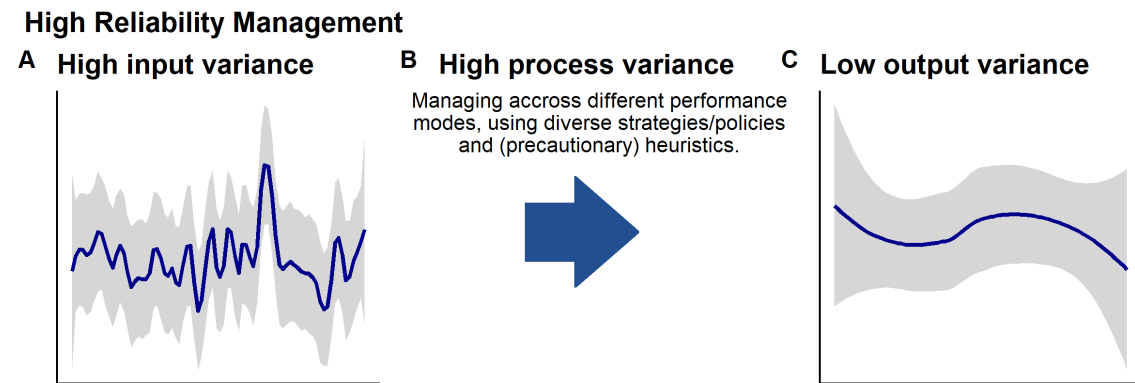 High Reliability Management
A High input variance
B High process variance
C Low output variance
Managing accross different performance
modes, using diverse strategies/policies
and (precautionary) heuristics.